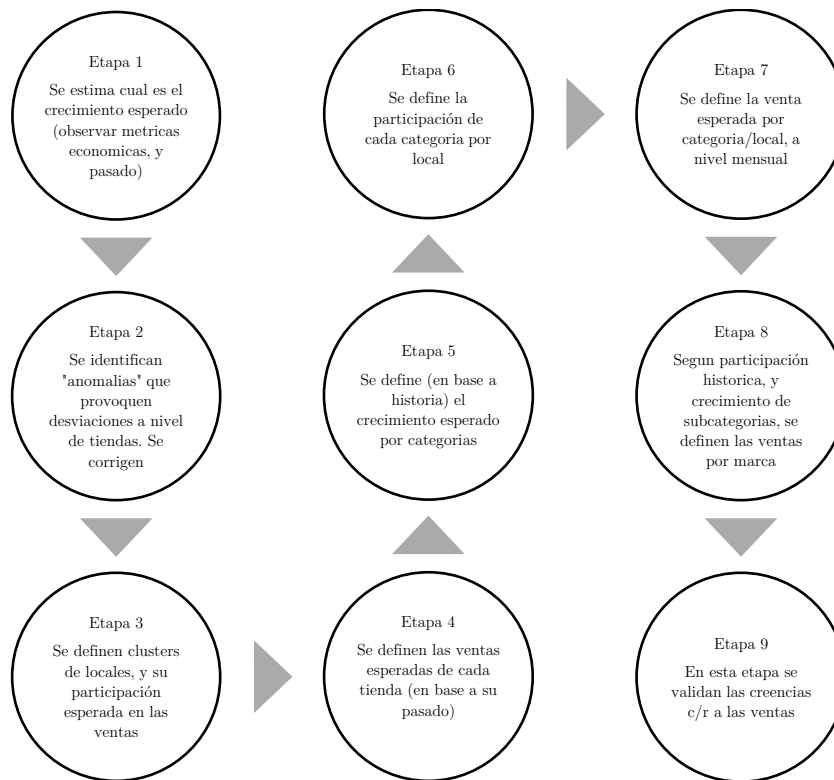 Etapa 1
Se estima cual es el
crecimiento esperado
(observar metricas
economicas, y
pasado)
Etapa 2
Se identifican
"anomalias" que
provoquen
desviaciones a nivel
de tiendas. Se
corrigen
Etapa 3
Se definen clusters
de locales, y su
participación
esperada en las
ventas
Etapa 4
Se definen las ventas
esperadas de cada
tienda (en base a su
pasado)
Etapa 5
Se define (en base a
historia) el
crecimiento esperado
por categorias
Etapa 6
Se define la
participación de
cada categoria por
local
Etapa 7
Se define la venta
esperada por
categoria/local, a
nivel mensual
Etapa 8
Segun participación
historica, y
crecimiento de
subcategorias, se
definen las ventas
por marca
Etapa 9
En esta etapa se
validan las creencias
c/r a las ventas